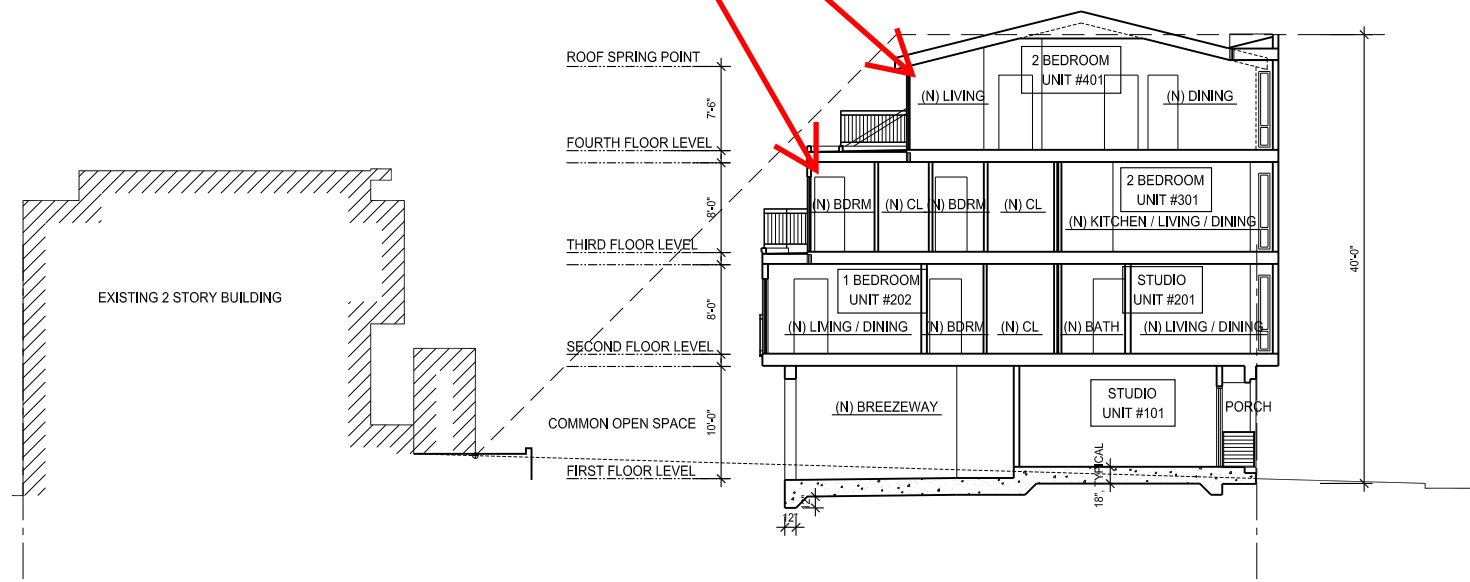 ROOF SPRING POINT
7'-6"
FOURTH FLOOR LEVEL
8'-0"
THIRD FLOOR LEVEL
8'-0"
SECOND FLOOR LEVEL
COMMON OPEN SPACE
10'-0"
FIRST FLOOR LEVEL
EXISTING 2 STORY BUILDING
2 BEDROOM
UNIT #401
(N) LIVING
(N) DINING
2 BEDROOM
UNIT #301
(N) BDRM
(N) CL
(N) BDRM
(N) CL
(N) KITCHEN / LIVING / DINING
1 BEDROOM
UNIT #202
STUDIO
UNIT #201
(N) LIVING / DINING
(N) BDRM
(N) CL
(N) BATH
(N) LIVING / DINING
(N) BREEZEWAY
STUDIO
UNIT #101
PORCH
18", TYPICAL
12"
12"
40'-0"